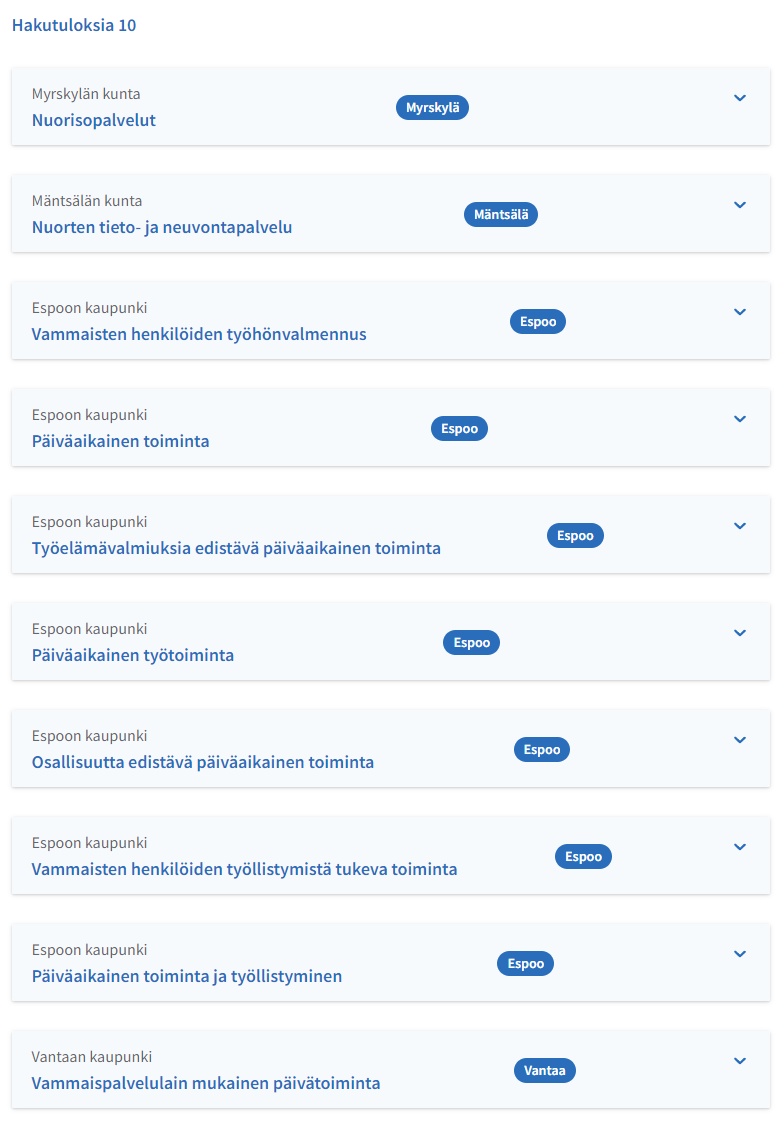 Hakutuloksia 10
Myrskylän kunta
Nuorisopalvelut
Myrskylä
Mäntsälän kunta
Nuorten tieto- ja neuvontapalvelu
Mäntsälä
Espoon kaupunki
Vammaisten henkilöiden työhönvalmennus
Espoo
Espoon kaupunki
Päiväaikainen toiminta
Espoo
Espoon kaupunki
Työelämävalmiuksia edistävä päiväaikainen toiminta
Espoo
Espoon kaupunki
Päiväaikainen työtoiminta
Espoo
Espoon kaupunki
Osallisuutta edistävä päiväaikainen toiminta
Espoo
Espoon kaupunki
Vammaisten henkilöiden työllistymistä tukeva toiminta
Espoo
Espoon kaupunki
Päiväaikainen toiminta ja työllistyminen
Espoo
Vantaan kaupunki
Vammaispalvelulain mukainen päivätoiminta
Vantaa